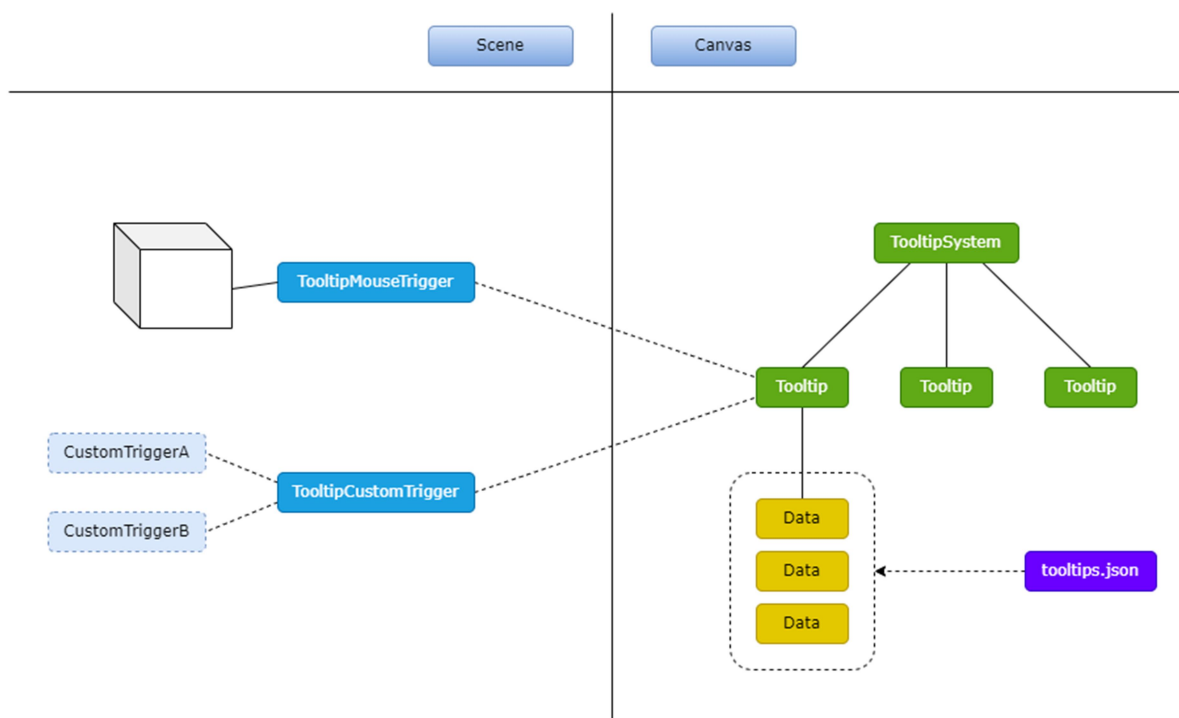 Scene
Canvas
TooltipSystem
TooltipMouseTrigger
Tooltip
Tooltip
Tooltip
CustomTriggerA
TooltipCustomTrigger
CustomTriggerB
Data
Data
tooltips.json
Data